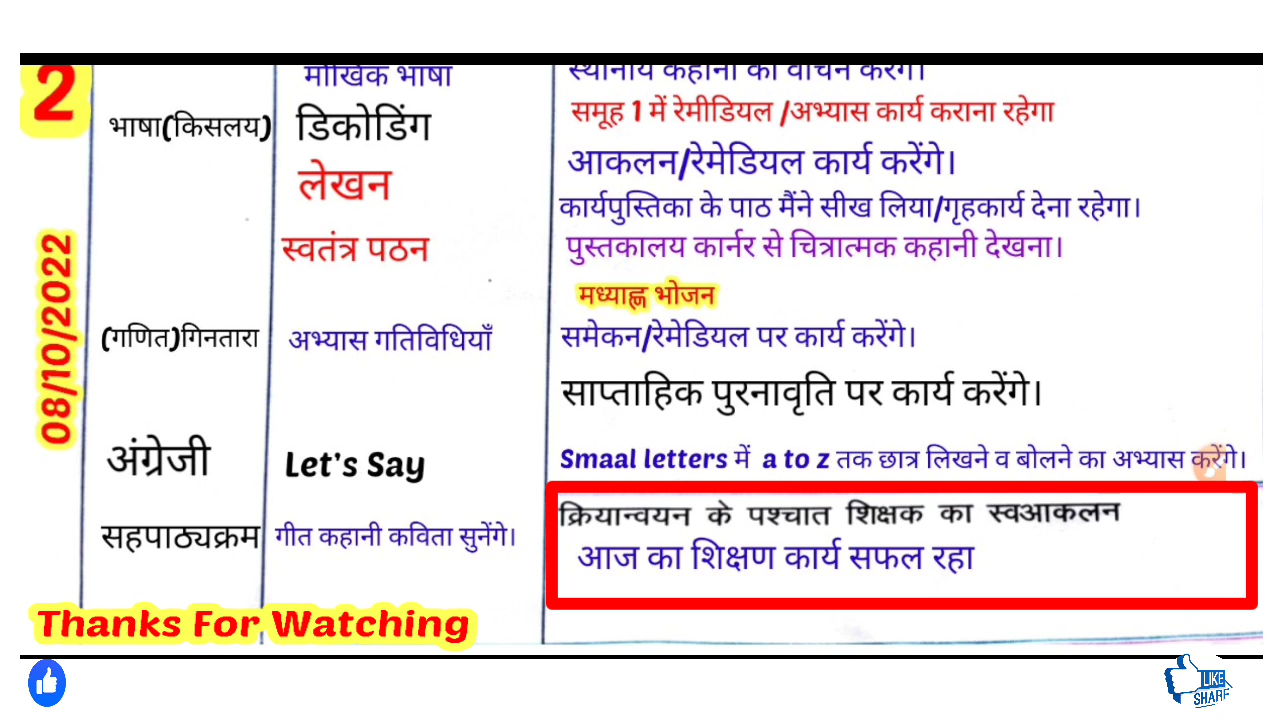 2
08/10/2022
मौखिक भाषा
स्थानीय कहानी का वाचन करेंगे।
भाषा(किसलय)
डिकोडिंग
समूह 1 में रेमीडियल /अभ्यास कार्य कराना रहेगा
आकलन/रेमेडियल कार्य करेंगे।
लेखन
कार्यपुस्तिका के पाठ मैंने सीख लिया/गृहकार्य देना रहेगा।
स्वतंत्र पठन
पुस्तकालय कार्नर से चित्रात्मक कहानी देखना।
मध्याह्न भोजन
(गणित)गिनतारा
अभ्यास गतिविधियाँ
समेकन/रेमेडियल पर कार्य करेंगे।
साप्ताहिक पुरनावृति पर कार्य करेंगे।
अंग्रेजी
Let's Say
Smaal letters में a to z तक छात्र लिखने व बोलने का अभ्यास करेंगे।
सहपाठ्यक्रम
गीत कहानी कविता सुनेंगे।
क्रियान्वयन के पश्चात शिक्षक का स्वआकलन
आज का शिक्षण कार्य सफल रहा
Thanks For Watching
LIKE
SHARE